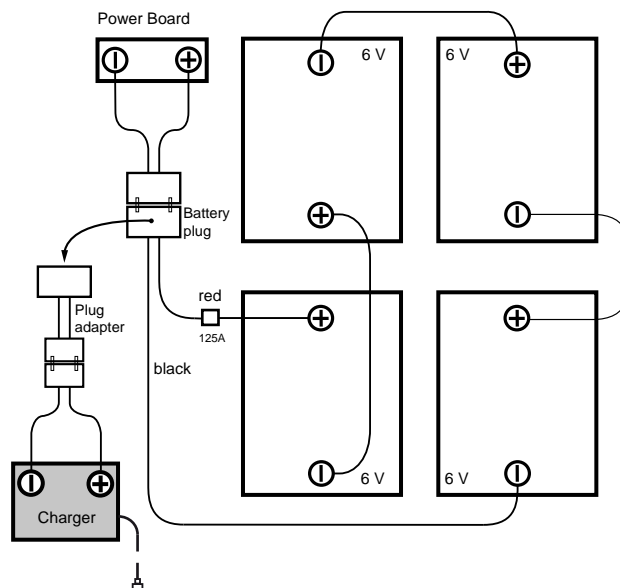 Power Board
6 V
6 V
Battery
plug
Plug
adapter
red
125A
black
6 V
6 V
Charger